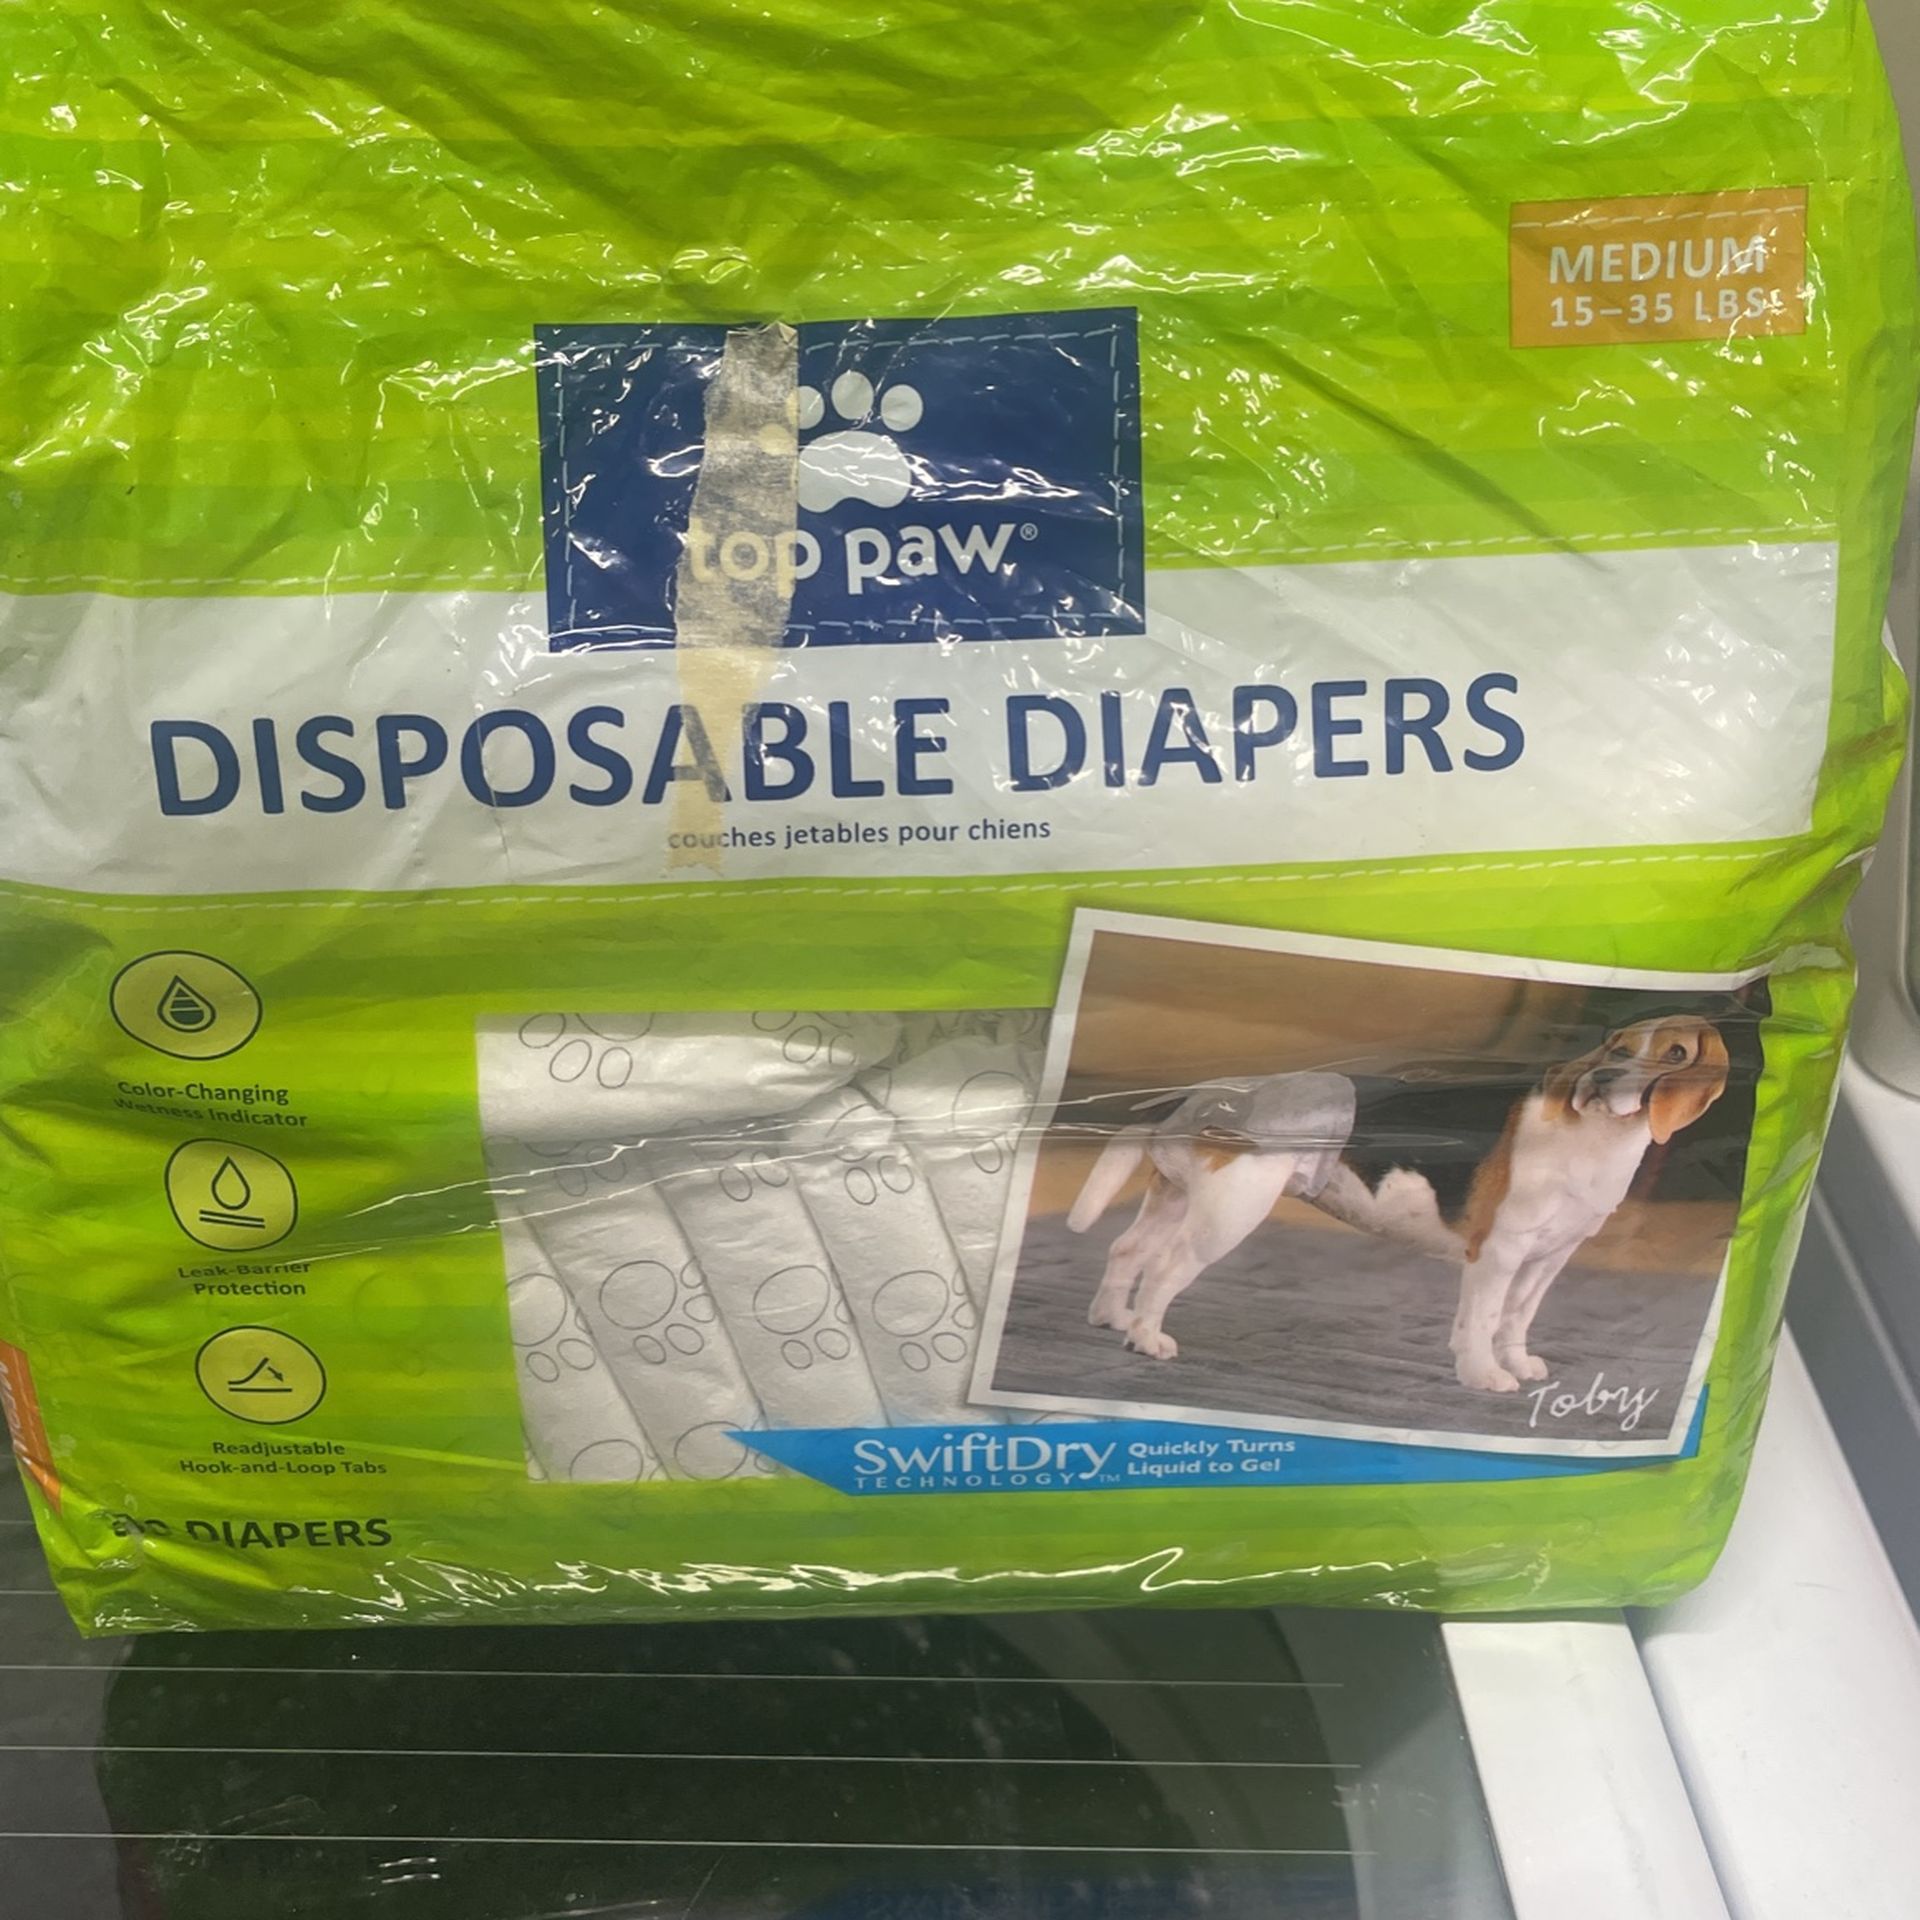 MEDIUM
15–35 LBS
top paw®
DISPOSABLE DIAPERS
couches jetables pour chiens
Color-Changing
Wetness Indicator
Leak-Barrier
Protection
Readjustable
Hook-and-Loop Tabs
Toby
SwiftDry
TECHNOLOGY™
Quickly Turns
Liquid to Gel
DIAPERS